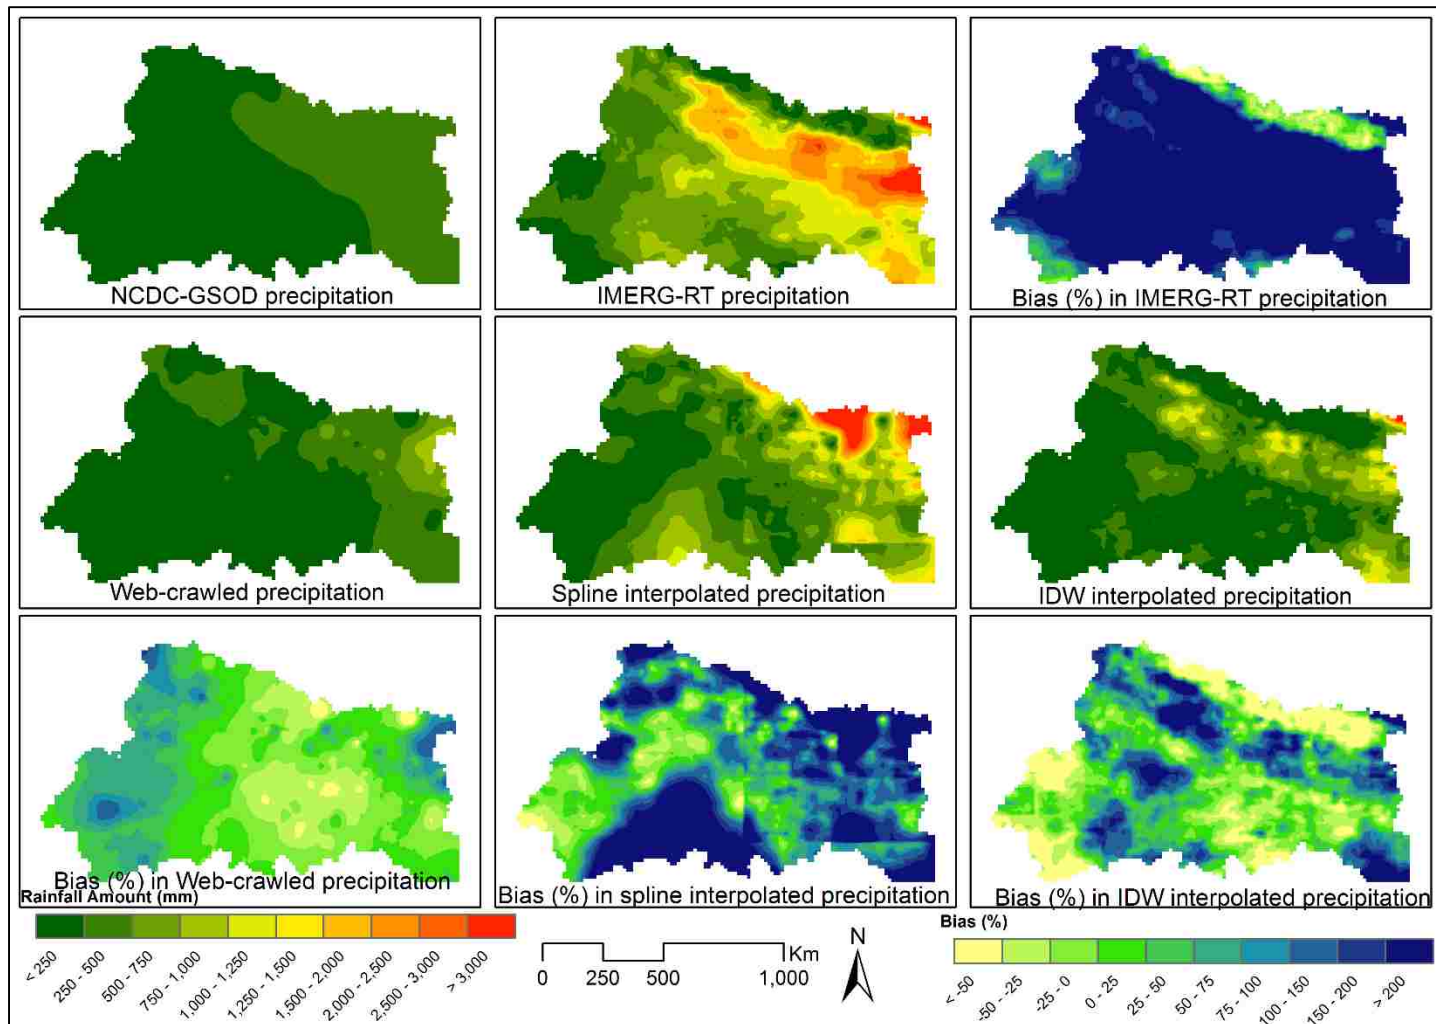 NCDC-GSOD precipitation
IMERG-RT precipitation
Bias (%) in IMERG-RT precipitation
Web-crawled precipitation
Spline interpolated precipitation
IDW interpolated precipitation
Bias (%) in Web-crawled precipitation
Bias (%) in spline interpolated precipitation
Bias (%) in IDW interpolated precipitation
Rainfall Amount (mm)
< 250
250 - 500
500 - 750
750 - 1,000
1,000 - 1,250
1,250 - 1,500
1,500 - 2,000
2,000 - 2,500
2,500 - 3,000
> 3,000
Km
0 250 500 1,000
N
Bias (%)
< -50
-50 - -25
-25 - 0
0 - 25
25 - 50
50 - 75
75 - 100
100 - 150
150 - 200
> 200